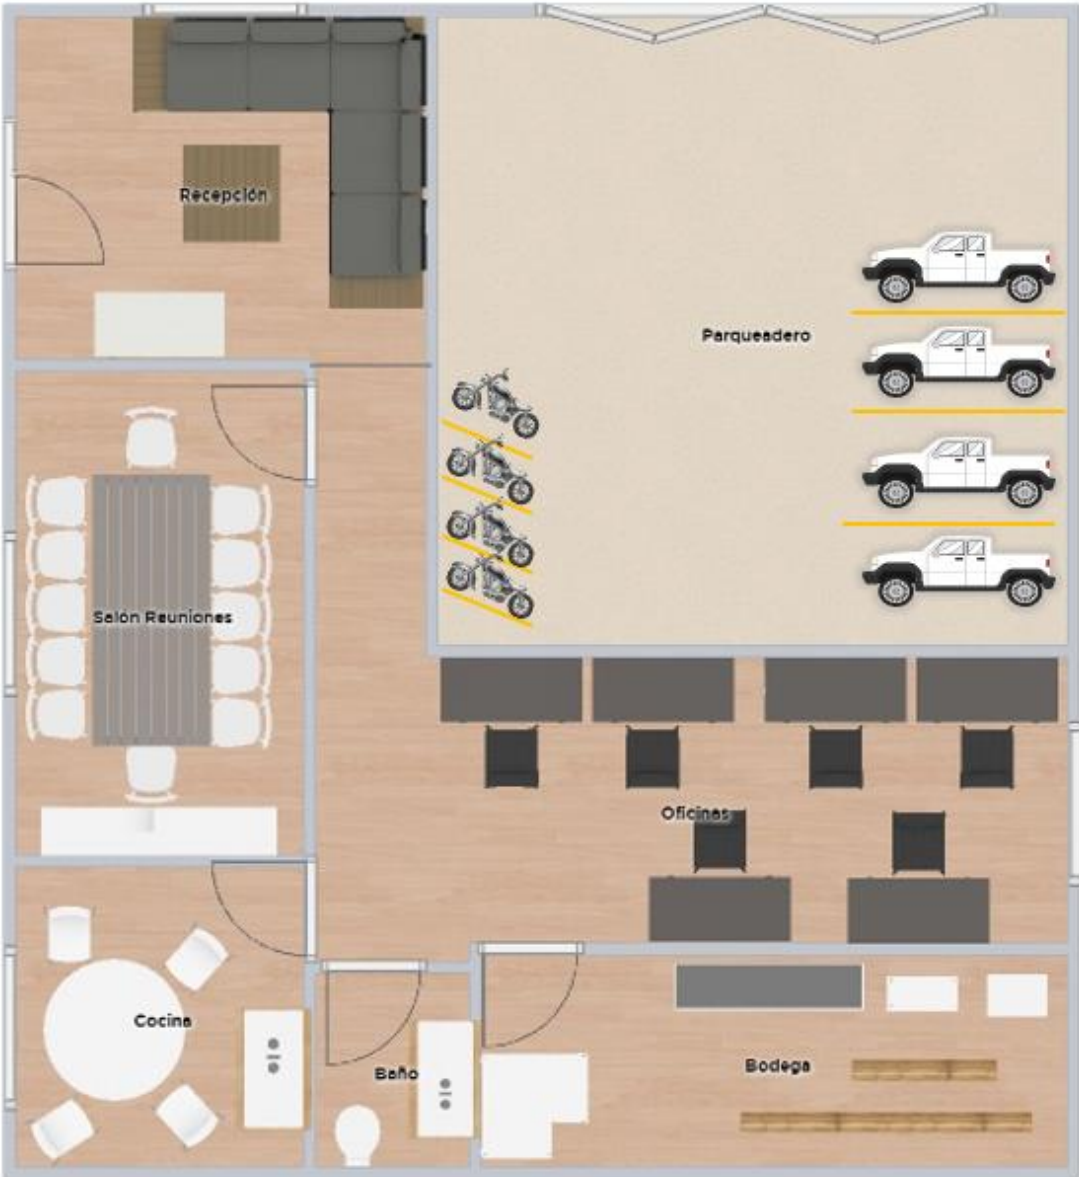 Recepción
Parqueadero
Salón Reuniones
Oficinas
Cocina
Baño
Bodega